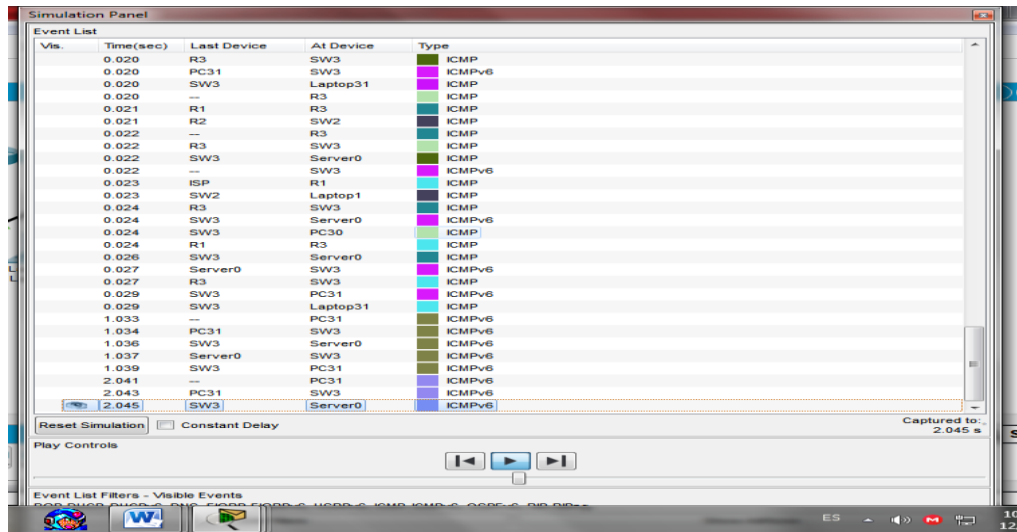 Simulation Panel
Event List
Vis. Time(sec) Last Device At Device Type
0.020 R3 SW3 ICMP
0.020 PC31 SW3 ICMPv6
0.020 SW3 Laptop31 ICMP
0.020 -- R3 ICMP
0.021 R1 R3 ICMP
0.021 R2 SW2 ICMP
0.022 -- R3 ICMP
0.022 R3 SW3 ICMP
0.022 SW3 Server0 ICMP
0.022 -- SW3 ICMPv6
0.023 ISP R1 ICMP
0.023 SW2 Laptop1 ICMP
0.024 R3 SW3 ICMP
0.024 SW3 Server0 ICMPv6
0.024 SW3 PC30 ICMP
0.024 R1 R3 ICMP
0.026 SW3 Server0 ICMP
0.027 Server0 SW3 ICMPv6
0.027 R3 SW3 ICMP
0.029 SW3 PC31 ICMPv6
0.029 SW3 Laptop31 ICMP
1.033 -- PC31 ICMPv6
1.034 PC31 SW3 ICMPv6
1.036 SW3 Server0 ICMPv6
1.037 Server0 SW3 ICMPv6
1.039 SW3 PC31 ICMPv6
2.041 -- PC31 ICMPv6
2.043 PC31 SW3 ICMPv6
2.045 SW3 Server0 ICMPv6
Reset Simulation Constant Delay Captured to:
2.045 s
Play Controls
Event List Filters - Visible Events
ES 10
12